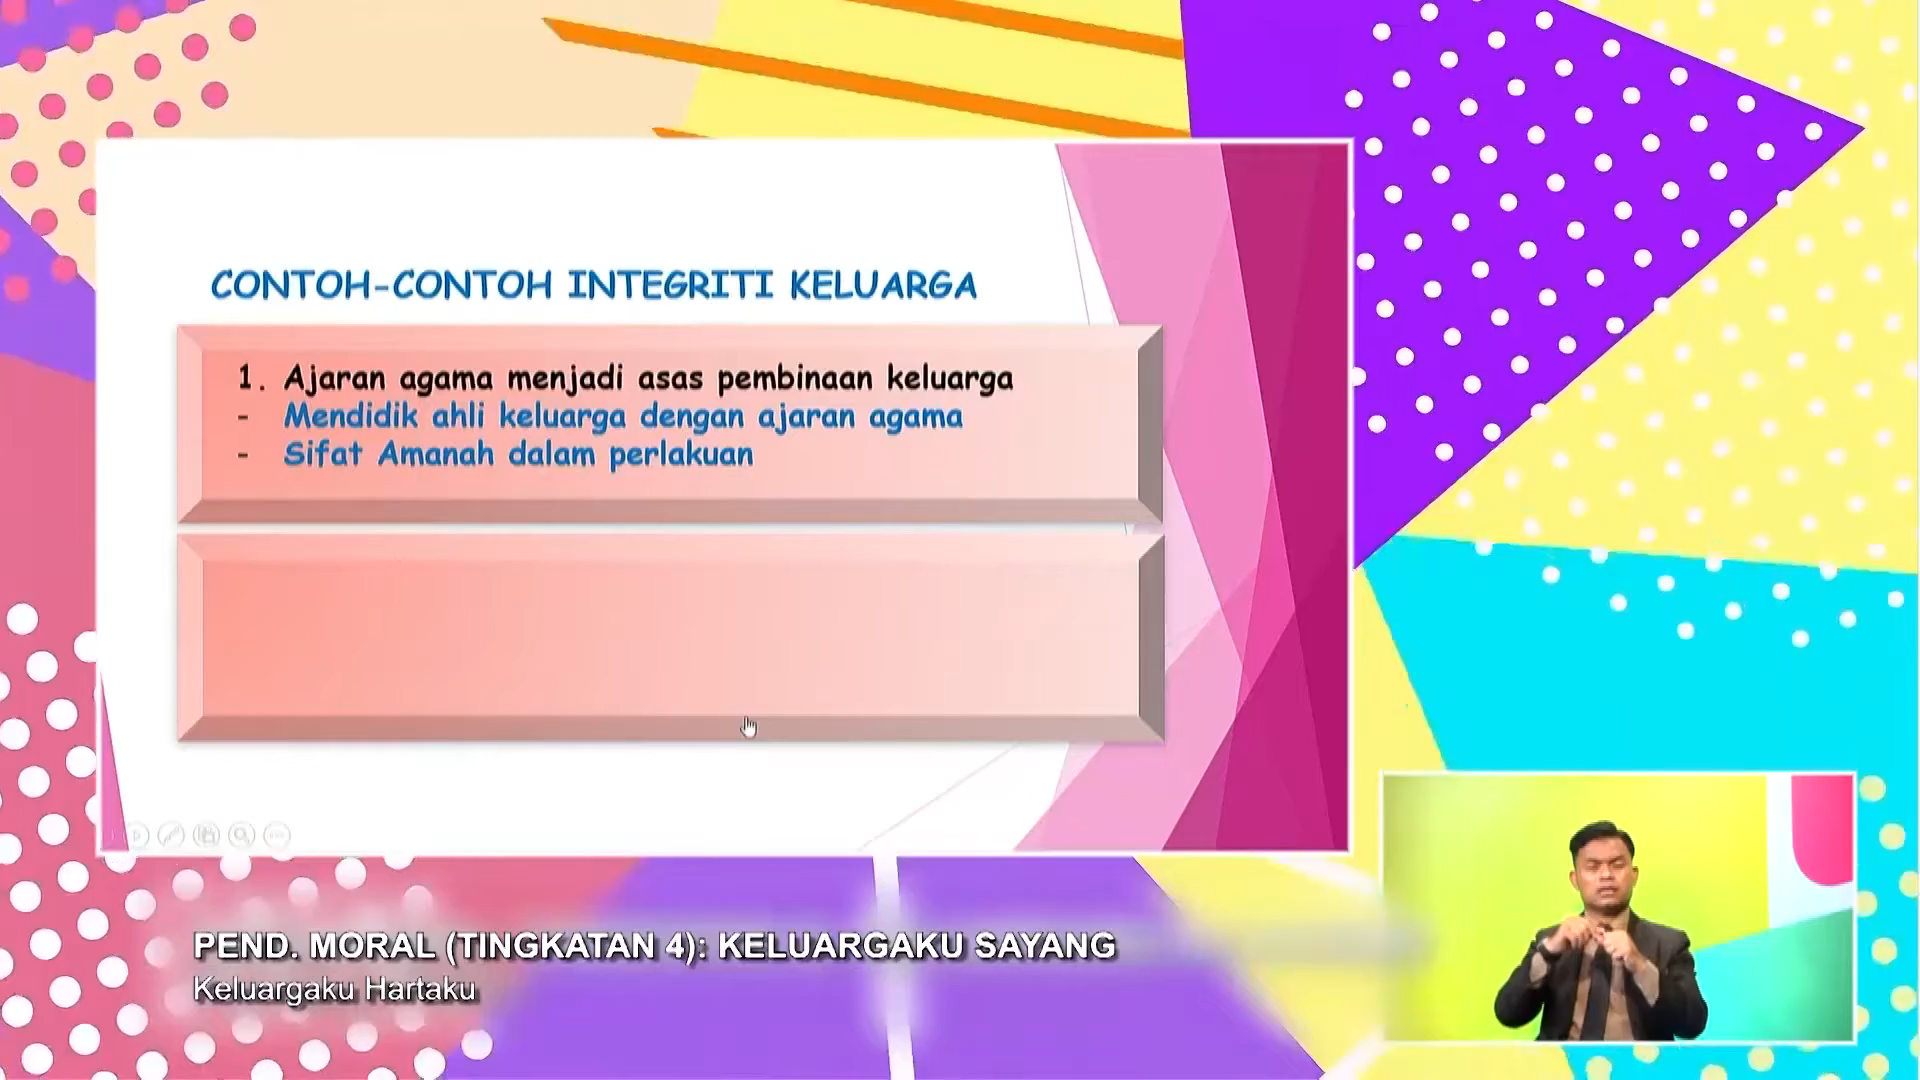 CONTOH-CONTOH INTEGRITI KELUARGA
1. Ajaran agama menjadi asas pembinaan keluarga
- Mendidik ahli keluarga dengan ajaran agama
- Sifat Amanah dalam perlakuan
PEND. MORAL (TINGKATAN 4): KELUARGAKU SAYANG
Keluargaku Hartaku